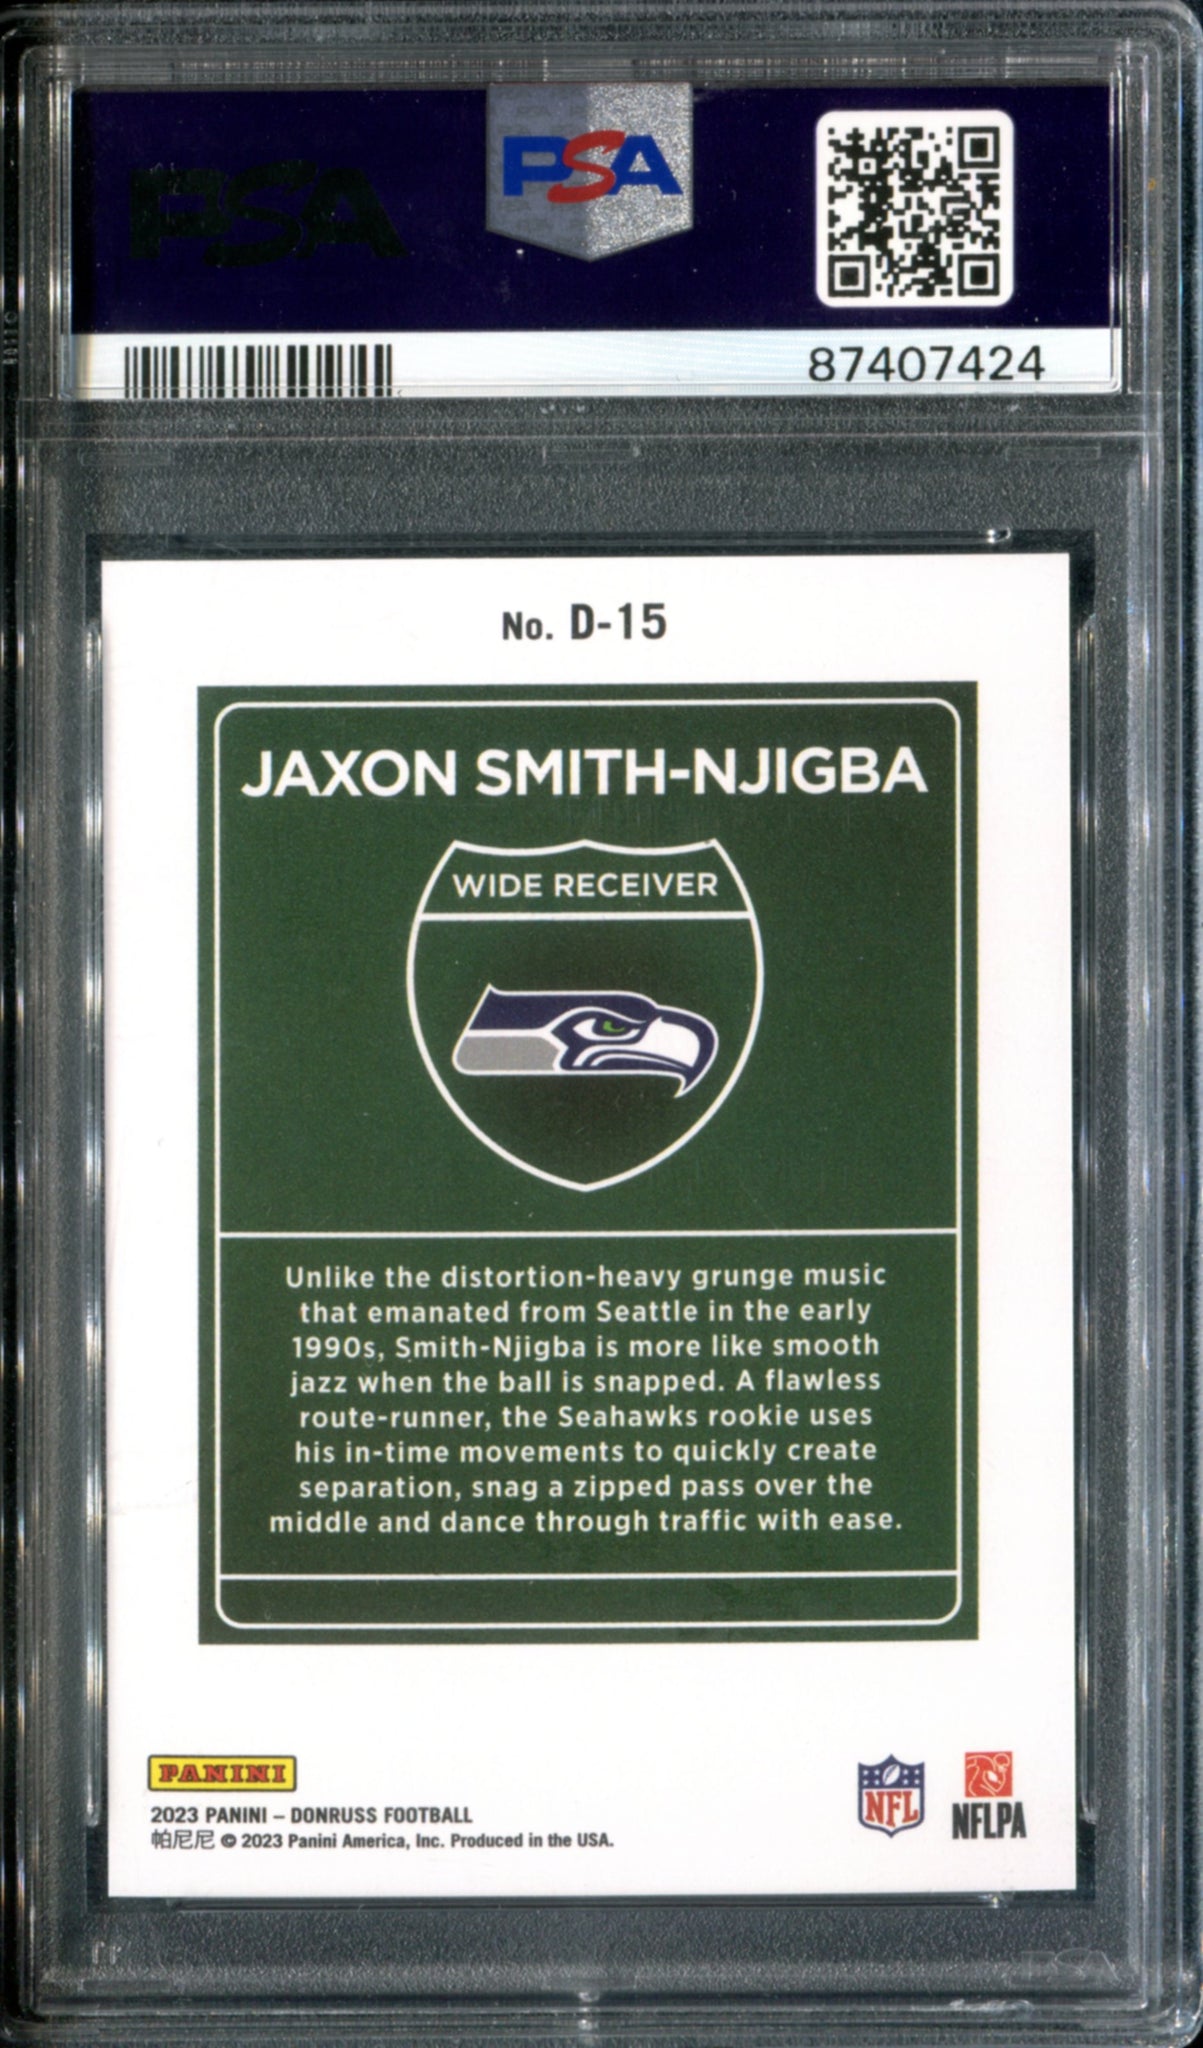 PSA
PSA
87407424
No. D-15
JAXON SMITH-NJIGBA
WIDE RECEIVER
Unlike the distortion-heavy grunge music
that emanated from Seattle in the early
1990s, Smith-Njigba is more like smooth
jazz when the ball is snapped. A flawless
route-runner, the Seahawks rookie uses
his in-time movements to quickly create
separation, snag a zipped pass over the
middle and dance through traffic with ease.
PANINI
2023 PANINI – DONRUSS FOOTBALL
帕尼尼 © 2023 Panini America, Inc. Produced in the USA.
NFL
NFLPA
PSA